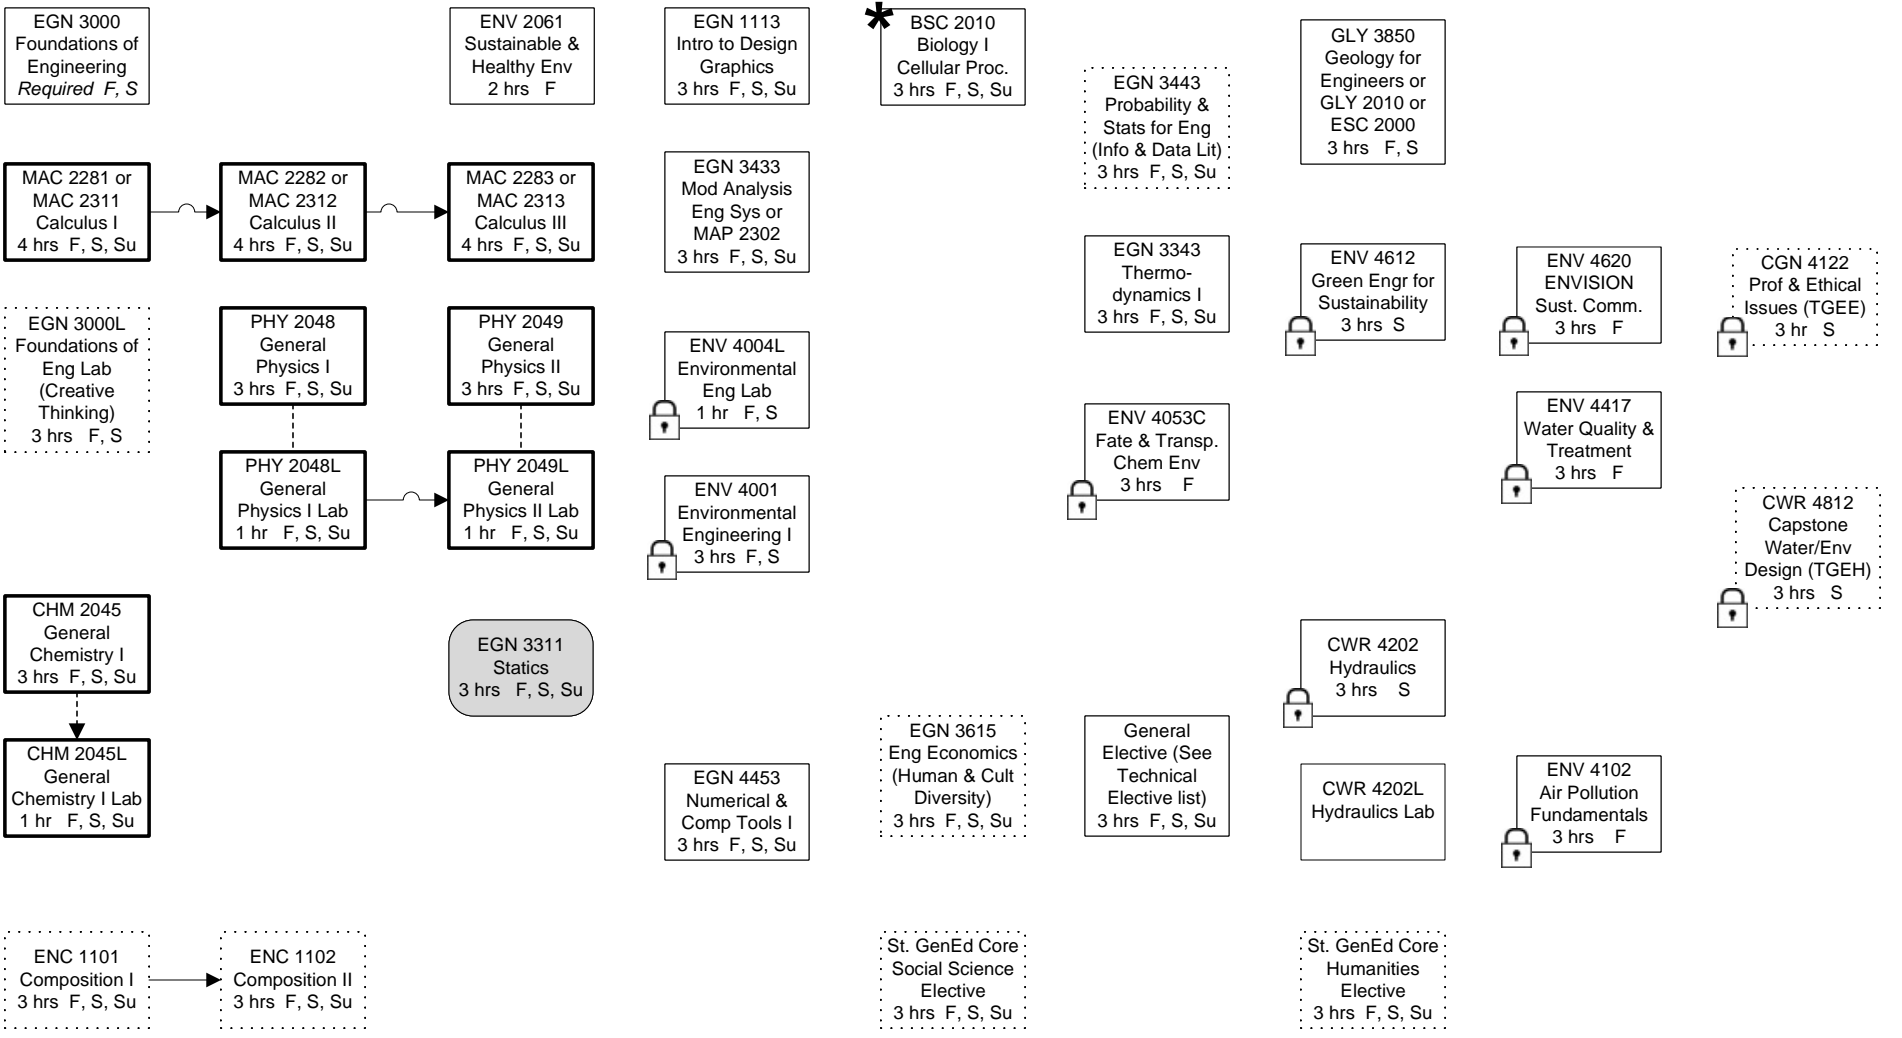 EGN 3000
Foundations of
Engineering
Required F, S
ENV 2061
Sustainable &
Healthy Env
2 hrs F
EGN 1113
Intro to Design
Graphics
3 hrs F, S, Su
*
BSC 2010
Biology I
Cellular Proc.
3 hrs F, S, Su
EGN 3443
Probability &
Stats for Eng
(Info & Data Lit)
3 hrs F, S, Su
GLY 3850
Geology for
Engineers or
GLY 2010 or
ESC 2000
3 hrs F, S
MAC 2281 or
MAC 2311
Calculus I
4 hrs F, S, Su
MAC 2282 or
MAC 2312
Calculus II
4 hrs F, S, Su
MAC 2283 or
MAC 2313
Calculus III
4 hrs F, S, Su
EGN 3433
Mod Analysis
Eng Sys or
MAP 2302
3 hrs F, S, Su
EGN 3343
Thermo-
dynamics I
3 hrs F, S, Su
ENV 4612
Green Engr for
Sustainability
3 hrs S
ENV 4620
ENVISION
Sust. Comm.
3 hrs F
CGN 4122
Prof & Ethical
Issues (TGEE)
3 hr S
EGN 3000L
Foundations of
Eng Lab
(Creative
Thinking)
3 hrs F, S
PHY 2048
General
Physics I
3 hrs F, S, Su
PHY 2049
General
Physics II
3 hrs F, S, Su
ENV 4004L
Environmental
Eng Lab
1 hr F, S
ENV 4053C
Fate & Transp.
Chem Env
3 hrs F
ENV 4417
Water Quality &
Treatment
3 hrs F
PHY 2048L
General
Physics I Lab
1 hr F, S, Su
PHY 2049L
General
Physics II Lab
1 hr F, S, Su
ENV 4001
Environmental
Engineering I
3 hrs F, S
CWR 4812
Capstone
Water/Env
Design (TGEH)
3 hrs S
CHM 2045
General
Chemistry I
3 hrs F, S, Su
EGN 3311
Statics
3 hrs F, S, Su
CWR 4202
Hydraulics
3 hrs S
CHM 2045L
General
Chemistry I Lab
1 hr F, S, Su
EGN 4453
Numerical &
Comp Tools I
3 hrs F, S, Su
EGN 3615
Eng Economics
(Human & Cult
Diversity)
3 hrs F, S, Su
General
Elective (See
Technical
Elective list)
3 hrs F, S, Su
CWR 4202L
Hydraulics Lab
ENV 4102
Air Pollution
Fundamentals
3 hrs F
ENC 1101
Composition I
3 hrs F, S, Su
ENC 1102
Composition II
3 hrs F, S, Su
St. GenEd Core
Social Science
Elective
3 hrs F, S, Su
St. GenEd Core
Humanities
Elective
3 hrs F, S, Su